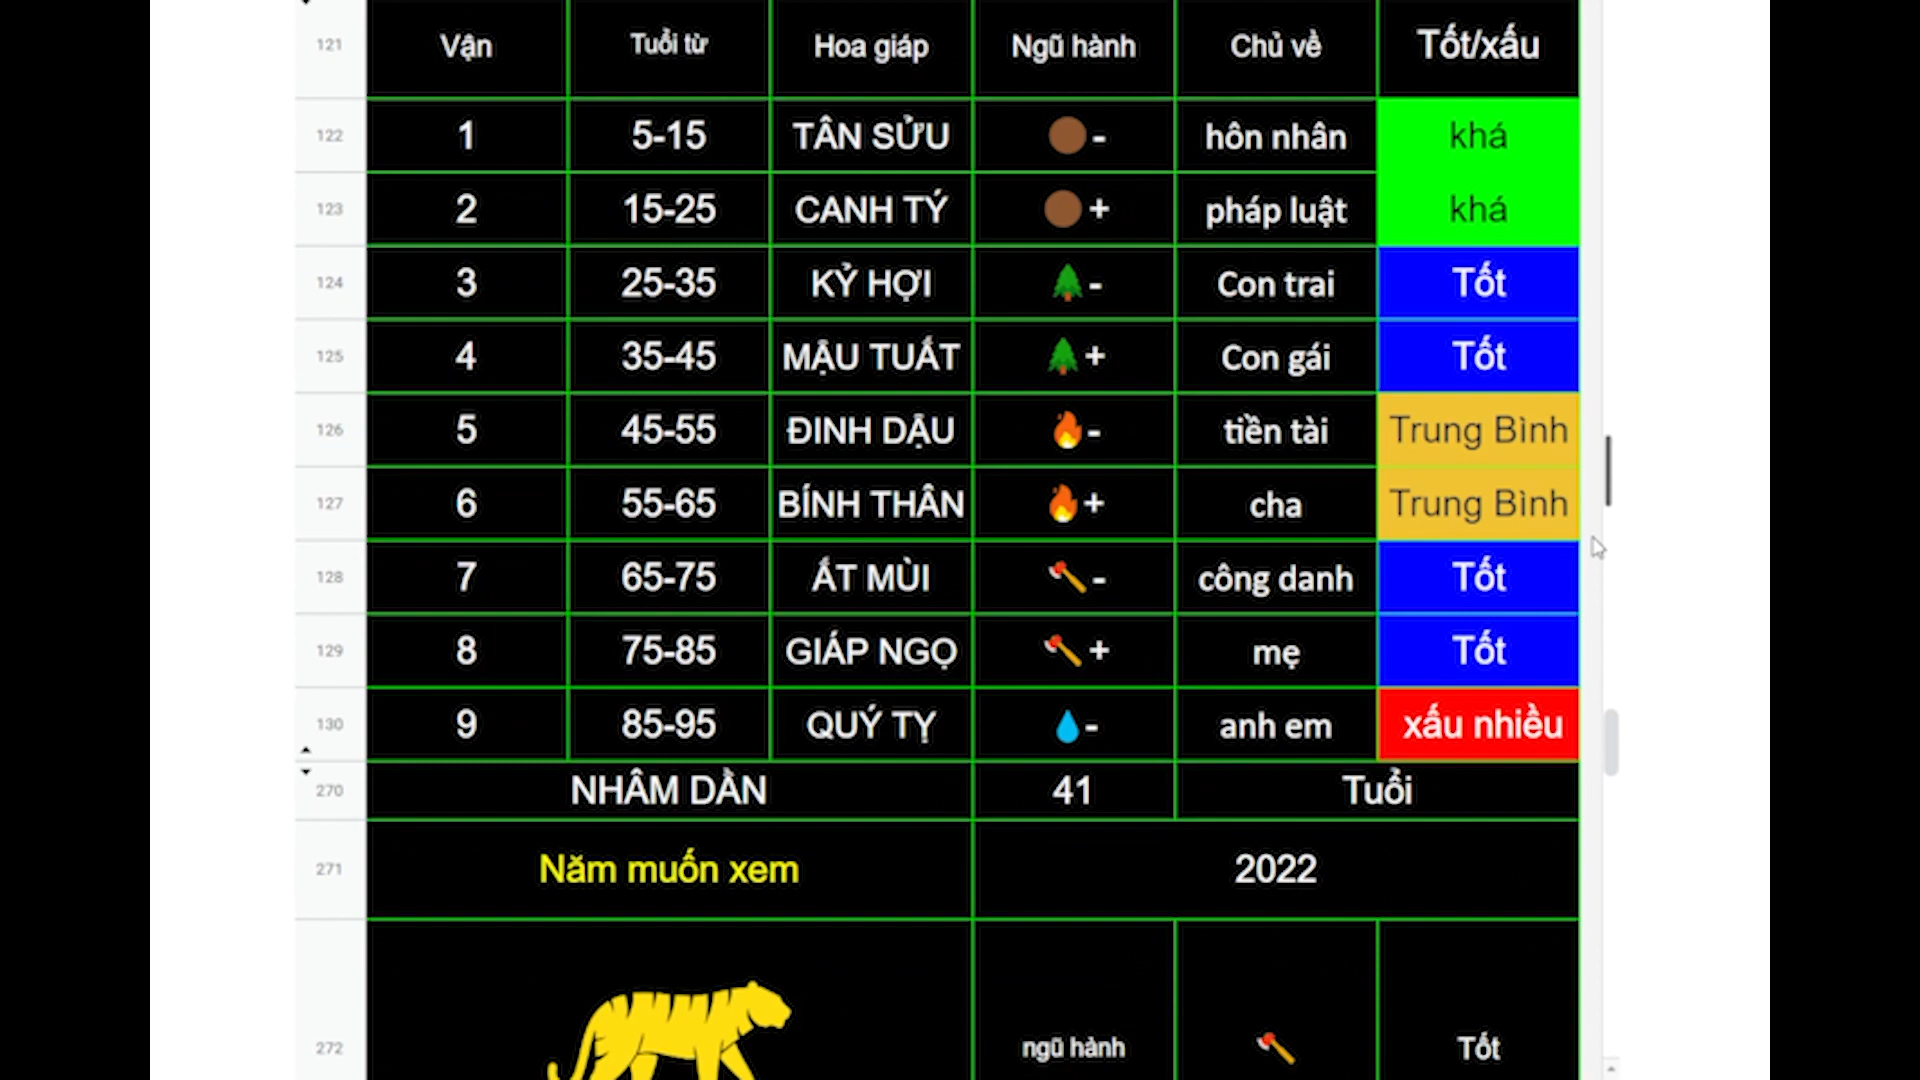 121 Vận Tuổi từ Hoa giáp Ngũ hành Chủ về Tốt/xấu
122 1 5-15 TÂN SỬU - hôn nhân khá
123 2 15-25 CANH TÝ + pháp luật khá
124 3 25-35 KỶ HỢI - Con trai Tốt
125 4 35-45 MẬU TUẤT + Con gái Tốt
126 5 45-55 ĐINH DẬU - tiền tài Trung Bình
127 6 55-65 BÍNH THÂN + cha Trung Bình
128 7 65-75 ẤT MÙI - công danh Tốt
129 8 75-85 GIÁP NGỌ + mẹ Tốt
130 9 85-95 QUÝ TỴ - anh em xấu nhiều
270 NHÂM DẦN 41 Tuổi
271 Năm muốn xem 2022
272 ngũ hành Tốt